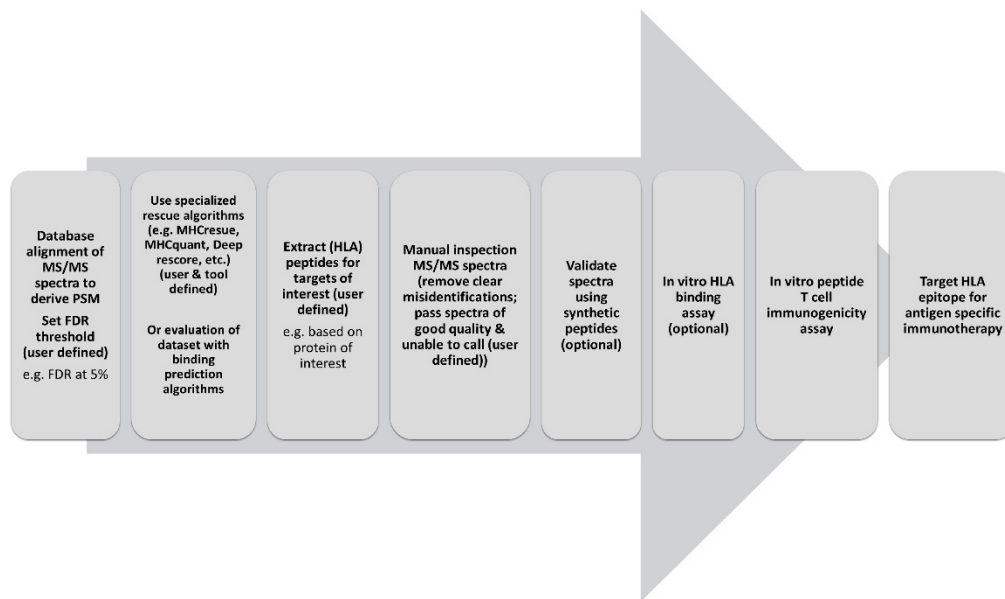 Database
alignment of
MS/MS
spectra to
derive PSM
Set FDR
threshold
(user defined)
e.g. FDR at 5%
Use specialized
rescue algorithms
(e.g. MHCresue,
MHCquant, Deep
rescore, etc.)
(user & tool
defined)
Or evaluation of
dataset with
binding
prediction
algorithms
Extract (HLA)
peptides for
targets of
interest (user
defined)
e.g. based on
protein of
interest
Manual inspection
MS/MS spectra
(remove clear
misidentifications;
pass spectra of
good quality &
unable to call (user
defined))
Validate
spectra
using
synthetic
peptides
(optional)
In vitro HLA
binding
assay
(optional)
In vitro peptide
T cell
immunogenicity
assay
Target HLA
epitope for
antigen specific
immunotherapy